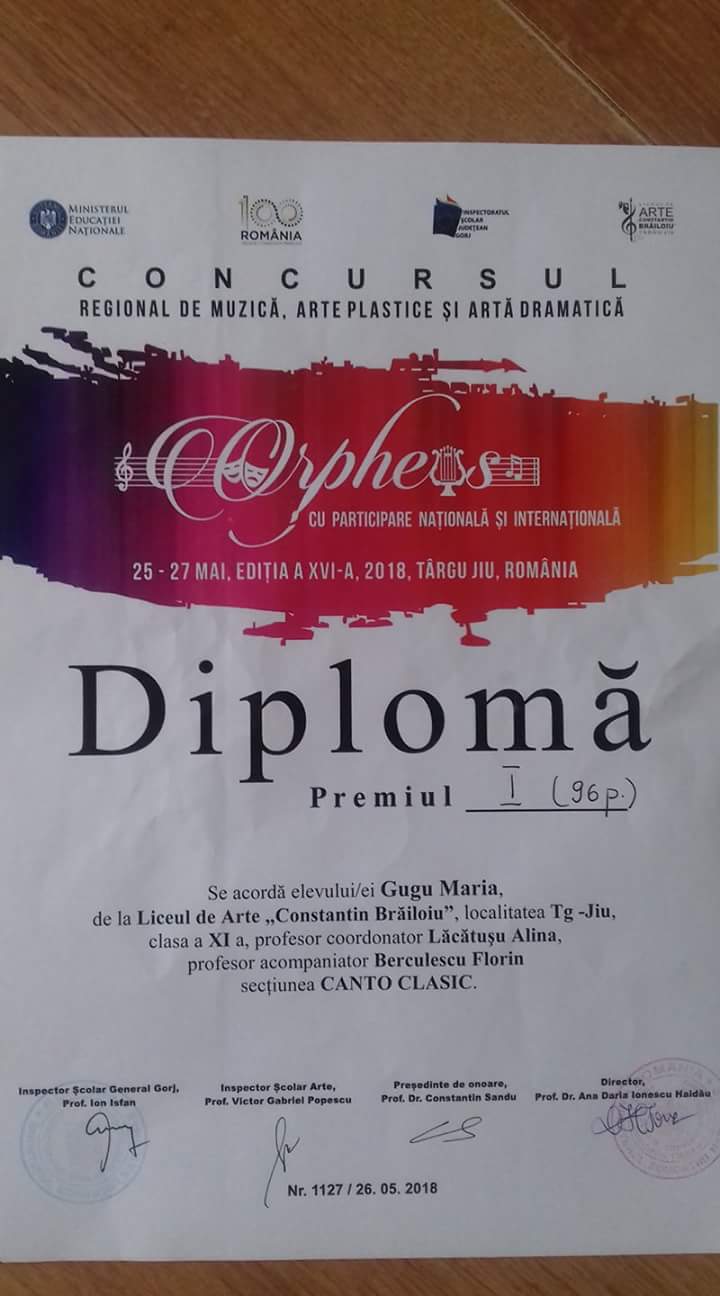 MINISTERUL
EDUCAȚIEI
NAȚIONALE
100
ROMÂNIA
INSPECTORATUL
ȘCOLAR
JUDEȚEAN
GORJ
ARTE
CONSTANTIN
BRĂILOIU
CONCURSUL
REGIONAL DE MUZICĂ, ARTE PLASTICE ȘI ARTĂ DRAMATICĂ
Orpheus
CU PARTICIPARE NAȚIONALĂ ȘI INTERNAȚIONALĂ
25 - 27 MAI, EDIȚIA A XVI-A, 2018, TÂRGU JIU, ROMÂNIA
Diplomă
Premiul I (96 p.)
Se acordă elevului/ei Gugu Maria,
de la Liceul de Arte „Constantin Brăiloiu”, localitatea Tg -Jiu,
clasa a XI a, profesor coordonator Lăcătușu Alina,
profesor acompaniator Berculescu Florin
secțiunea CANTO CLASIC.
Inspector Școlar General Gorj,
Prof. Ion Isfan
Inspector Școlar Arte,
Prof. Victor Gabriel Popescu
Președinte de onoare,
Prof. Dr. Constantin Sandu
Director,
Prof. Dr. Ana Daria Ionescu Haidău
Nr. 1127 / 26. 05. 2018